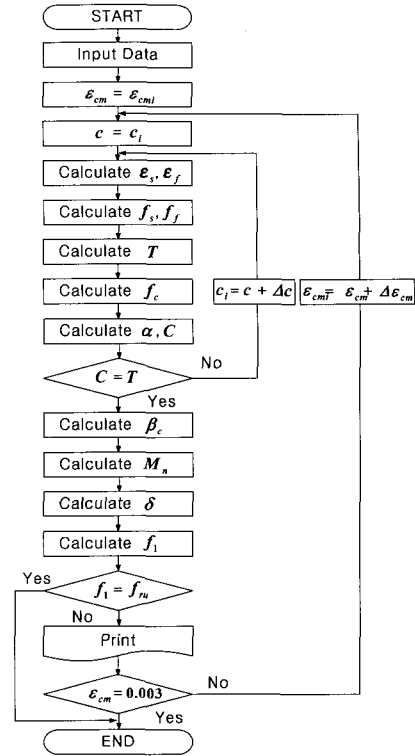 START
Input Data
ε_cm = ε_cmi
c = c_i
Calculate ε_s, ε_f
Calculate f_s, f_f
Calculate T
Calculate f_c
c_i = c + Δc
ε_cmi = ε_cm + Δε_cm
Calculate α, C
C = T
No
Yes
Calculate β_c
Calculate M_n
Calculate δ
Calculate f_1
Yes
f_1 = f_ru
No
Print
ε_cm = 0.003
No
Yes
END